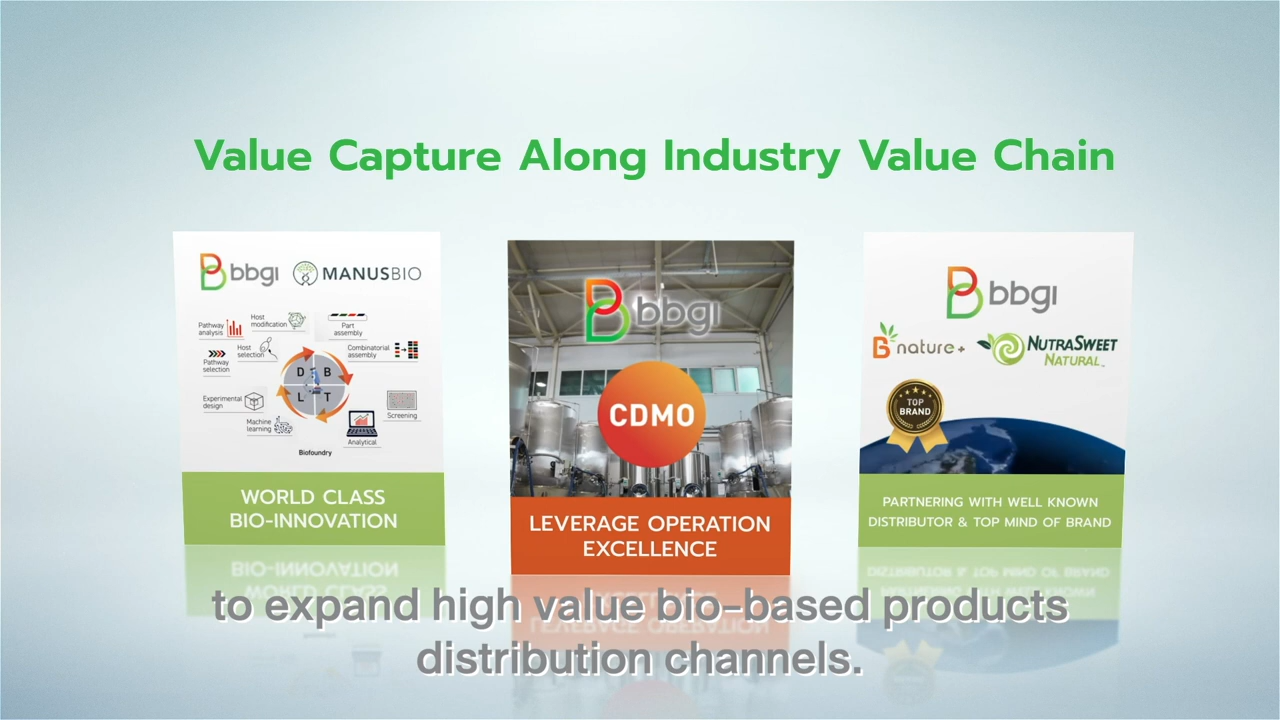 Value Capture Along Industry Value Chain
bbgi MANUSBIO
Pathway
analysis
Host
modification
Part
assembly
Host
selection
Combinatorial
assembly
Pathway
selection
D B
L T
Experimental
design
Machine
learning
Analytical
Screening
Biofoundry
WORLD CLASS
BIO-INNOVATION
bbgi
CDMO
LEVERAGE OPERATION
EXCELLENCE
bbgi
B nature+
NUTRASWEET
NATURAL™
TOP
BRAND
PARTNERING WITH WELL KNOWN
DISTRIBUTOR & TOP MIND OF BRAND
to expand high value bio-based products
distribution channels.